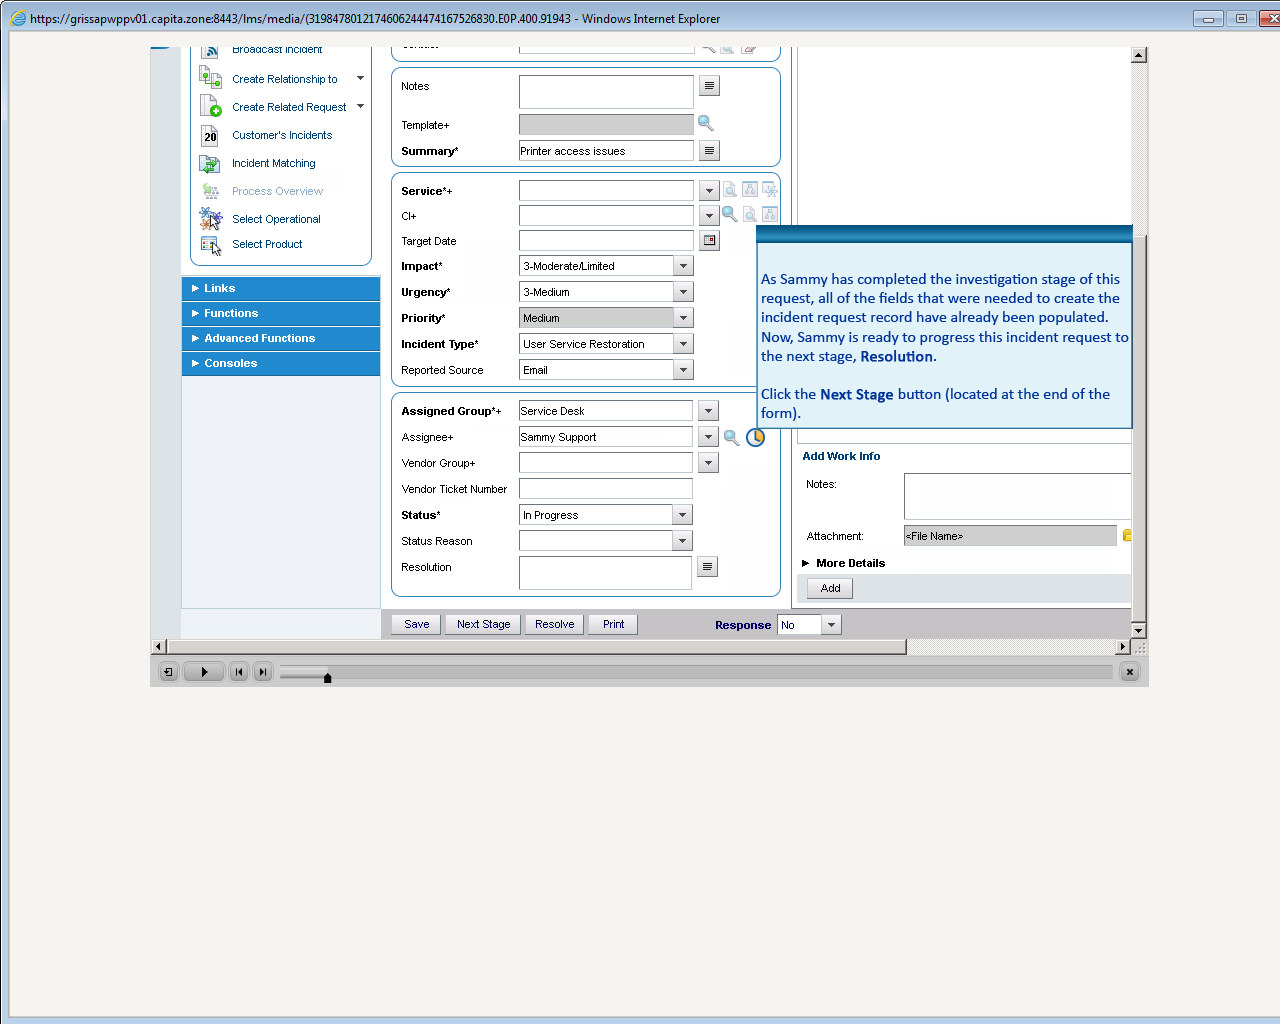 https://grissapwppv01.capita.zone:8443/lms/media/(3198478012174606244474167526830.E0P.400.91943 - Windows Internet Explorer
Broadcast Incident
Create Relationship to
Create Related Request
20 Customer's Incidents
Incident Matching
Process Overview
Select Operational
Select Product
Links
Functions
Advanced Functions
Consoles
Notes
Template+
Summary* Printer access issues
Service*+
CI+
Target Date
Impact* 3-Moderate/Limited
Urgency* 3-Medium
Priority* Medium
Incident Type* User Service Restoration
Reported Source Email
Assigned Group*+ Service Desk
Assignee+ Sammy Support
Vendor Group+
Vendor Ticket Number
Status* In Progress
Status Reason
Resolution
Save Next Stage Resolve Print Response No
As Sammy has completed the investigation stage of this
request, all of the fields that were needed to create the
incident request record have already been populated.
Now, Sammy is ready to progress this incident request to
the next stage, Resolution.
Click the Next Stage button (located at the end of the
form).
Add Work Info
Notes:
Attachment: <File Name>
More Details
Add